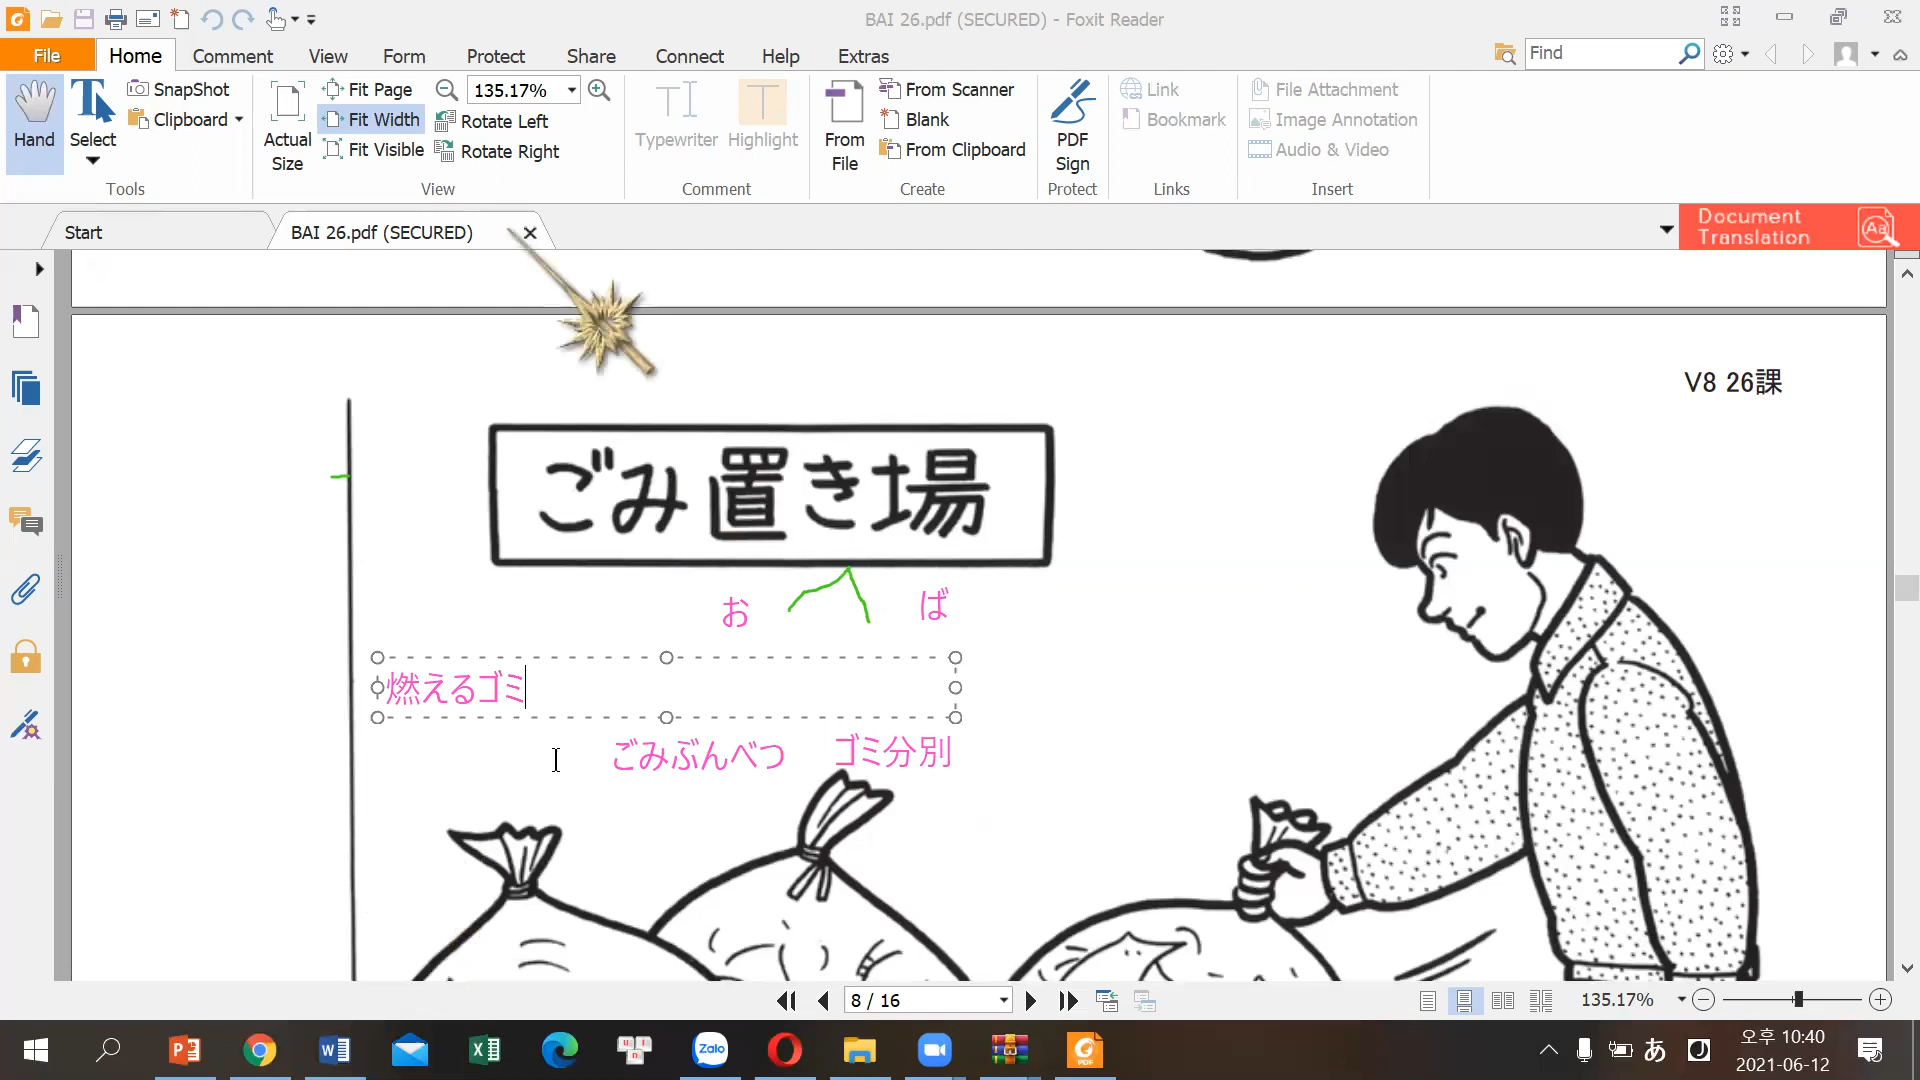 BAI 26.pdf (SECURED) - Foxit Reader
File Home Comment View Form Protect Share Connect Help Extras
Find
Hand
Select
SnapShot
Clipboard
Tools
Actual Size
Fit Page
Fit Width
Fit Visible
135.17%
Rotate Left
Rotate Right
View
Typewriter
Highlight
Comment
From File
From Scanner
Blank
From Clipboard
Create
PDF Sign
Protect
Link
Bookmark
Links
File Attachment
Image Annotation
Audio & Video
Insert
Start
BAI 26.pdf (SECURED)
Document Translation
V8 26課
ごみ置き場
お ば
燃えるゴミ
ごみぶんべつ ゴミ分別
8 / 16
135.17%
Zalo
あ
오후 10:40
2021-06-12